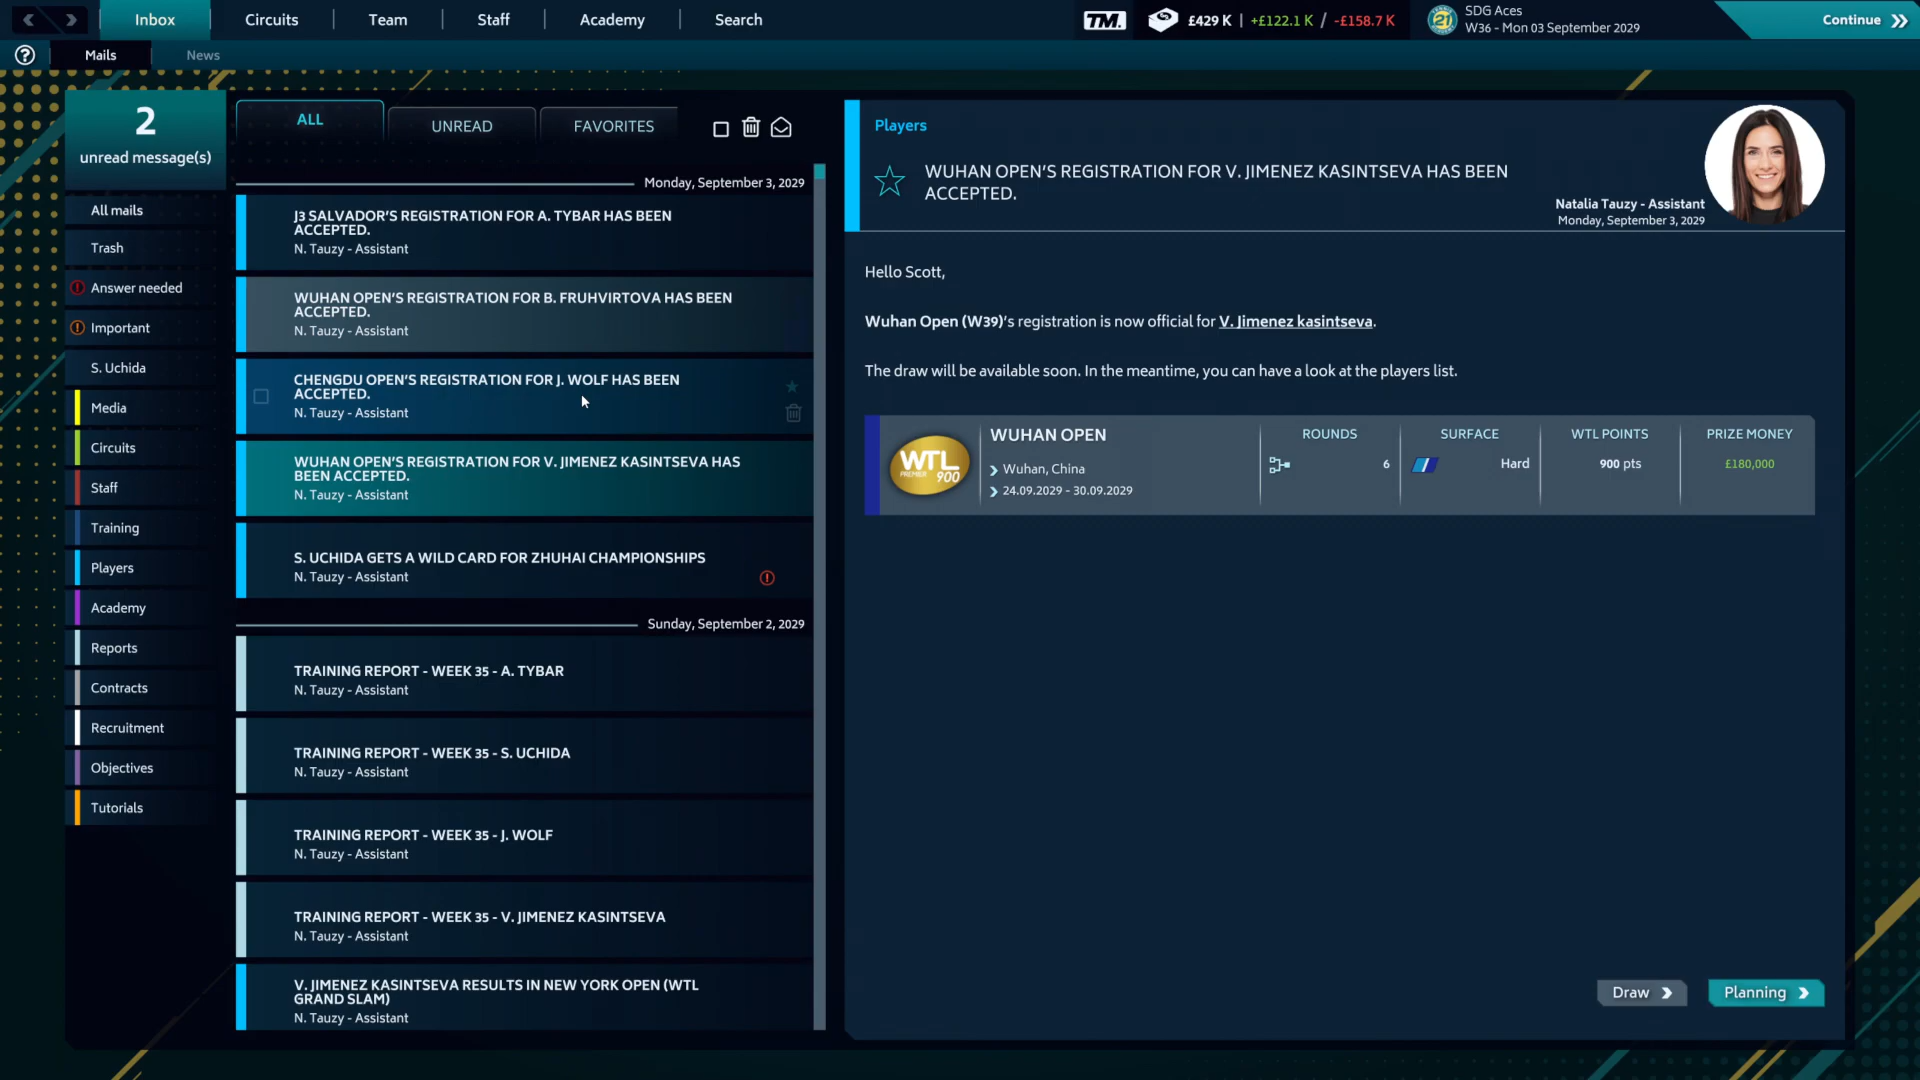 Inbox
Circuits
Team
Staff
Academy
Search
TM.
£429 K | +£122.1 K / -£158.7 K
21
SDG Aces
W36 - Mon 03 September 2029
Continue
?
Mails
News
2
unread message(s)
All mails
Trash
Answer needed
Important
S. Uchida
Media
Circuits
Staff
Training
Players
Academy
Reports
Contracts
Recruitment
Objectives
Tutorials
ALL
UNREAD
FAVORITES
Monday, September 3, 2029
J3 SALVADOR'S REGISTRATION FOR A. TYBAR HAS BEEN
ACCEPTED.
N. Tauzy - Assistant
WUHAN OPEN'S REGISTRATION FOR B. FRUHVIRTOVA HAS BEEN
ACCEPTED.
N. Tauzy - Assistant
CHENGDU OPEN'S REGISTRATION FOR J. WOLF HAS BEEN
ACCEPTED.
N. Tauzy - Assistant
WUHAN OPEN'S REGISTRATION FOR V. JIMENEZ KASINTSEVA HAS
BEEN ACCEPTED.
N. Tauzy - Assistant
S. UCHIDA GETS A WILD CARD FOR ZHUHAI CHAMPIONSHIPS
N. Tauzy - Assistant
Sunday, September 2, 2029
TRAINING REPORT - WEEK 35 - A. TYBAR
N. Tauzy - Assistant
TRAINING REPORT - WEEK 35 - S. UCHIDA
N. Tauzy - Assistant
TRAINING REPORT - WEEK 35 - J. WOLF
N. Tauzy - Assistant
TRAINING REPORT - WEEK 35 - V. JIMENEZ KASINTSEVA
N. Tauzy - Assistant
V. JIMENEZ KASINTSEVA RESULTS IN NEW YORK OPEN (WTL
GRAND SLAM)
N. Tauzy - Assistant
Players
WUHAN OPEN'S REGISTRATION FOR V. JIMENEZ KASINTSEVA HAS BEEN
ACCEPTED.
Natalia Tauzy - Assistant
Monday, September 3, 2029
Hello Scott,
Wuhan Open (W39)'s registration is now official for V. Jimenez kasintseva.
The draw will be available soon. In the meantime, you can have a look at the players list.
WTL
PREMIER 900
WUHAN OPEN
Wuhan, China
24.09.2029 - 30.09.2029
ROUNDS
6
SURFACE
Hard
WTL POINTS
900 pts
PRIZE MONEY
£180,000
Draw
Planning